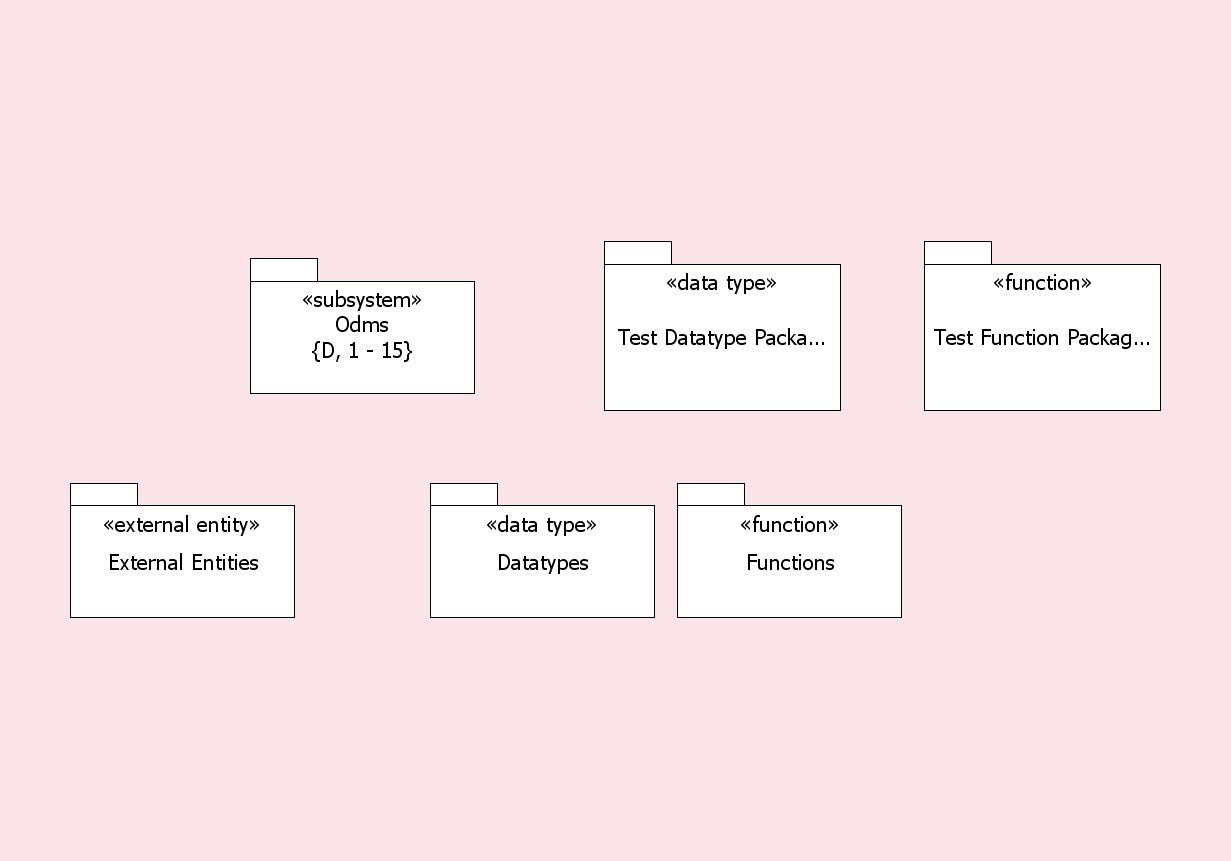 «subsystem»
Odms
{D, 1 - 15}
«data type»
Test Datatype Packa...
«function»
Test Function Packag...
«external entity»
External Entities
«data type»
Datatypes
«function»
Functions